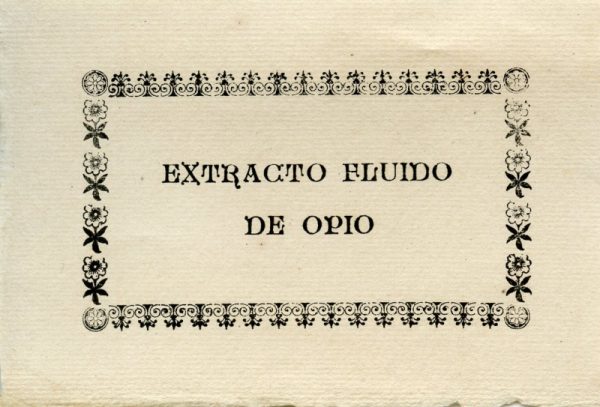 EXTRACTO FLUIDO
DE OPIO